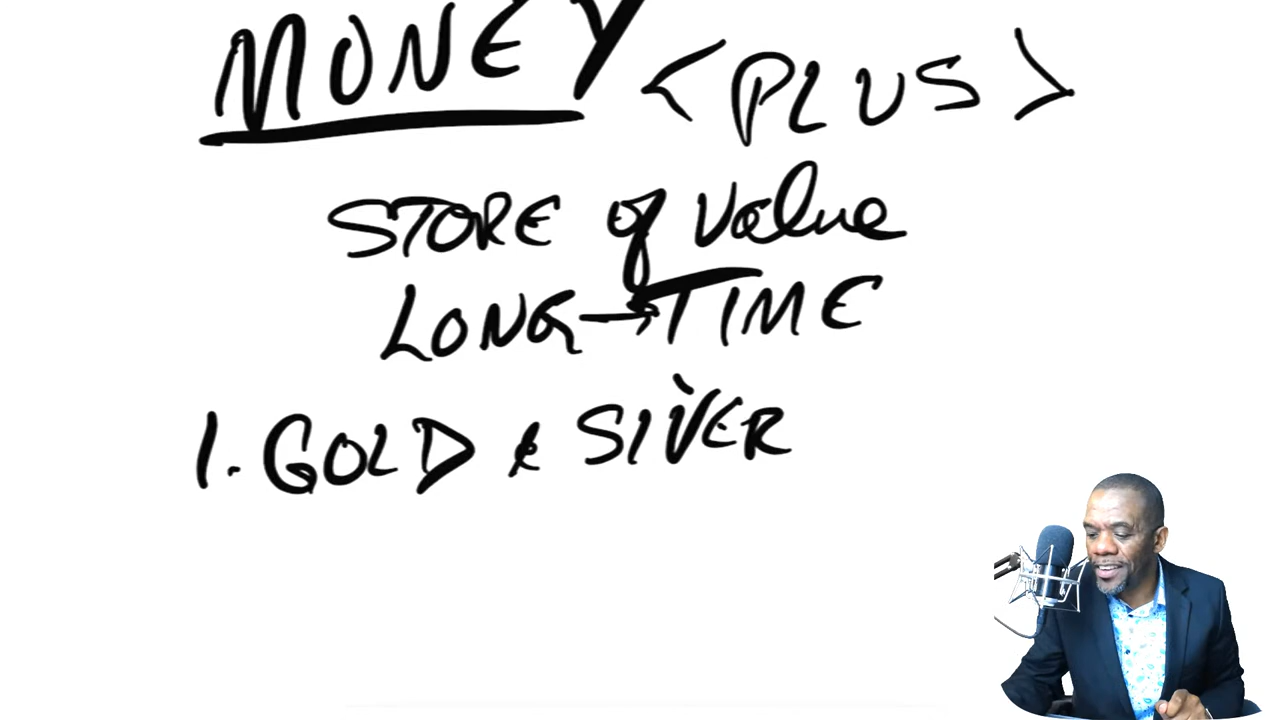 MONEY <PLUS>
STORE of Value
LONG→TIME
1. GOLD & SIVER